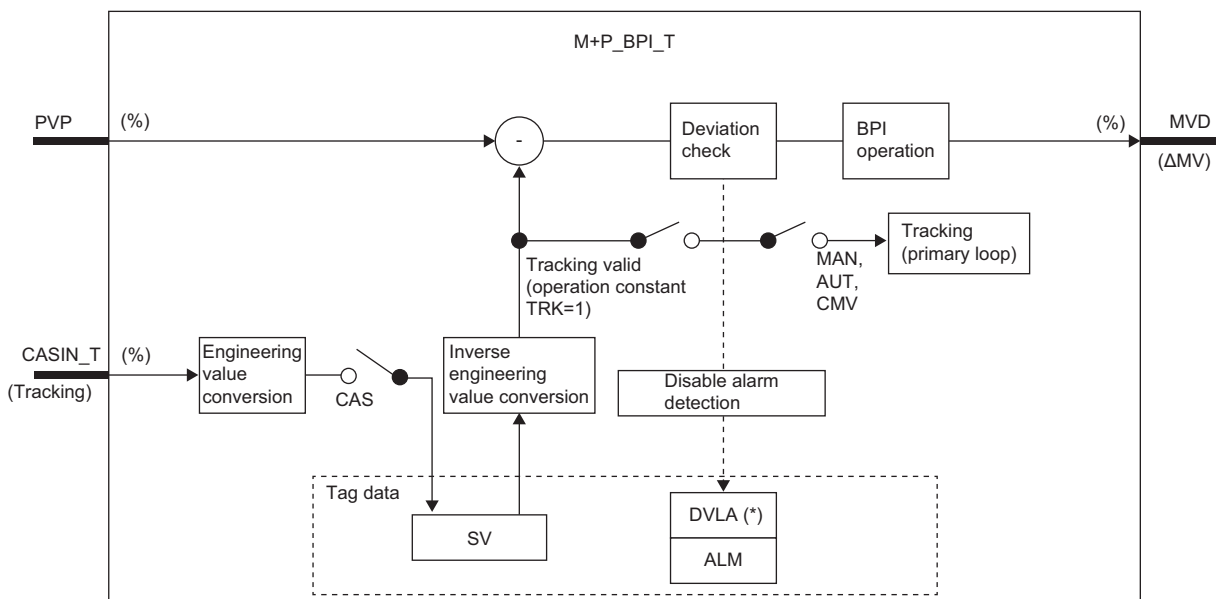 M+P_BPI_T
PVP
(%)
-
Deviation
check
BPI
operation
(%)
MVD
(ΔMV)
Tracking valid
(operation constant
TRK=1)
MAN,
AUT,
CMV
Tracking
(primary loop)
CASIN_T
(%)
(Tracking)
Engineering
value
conversion
CAS
Inverse
engineering
value conversion
Disable alarm
detection
Tag data
SV
DVLA (*)
ALM